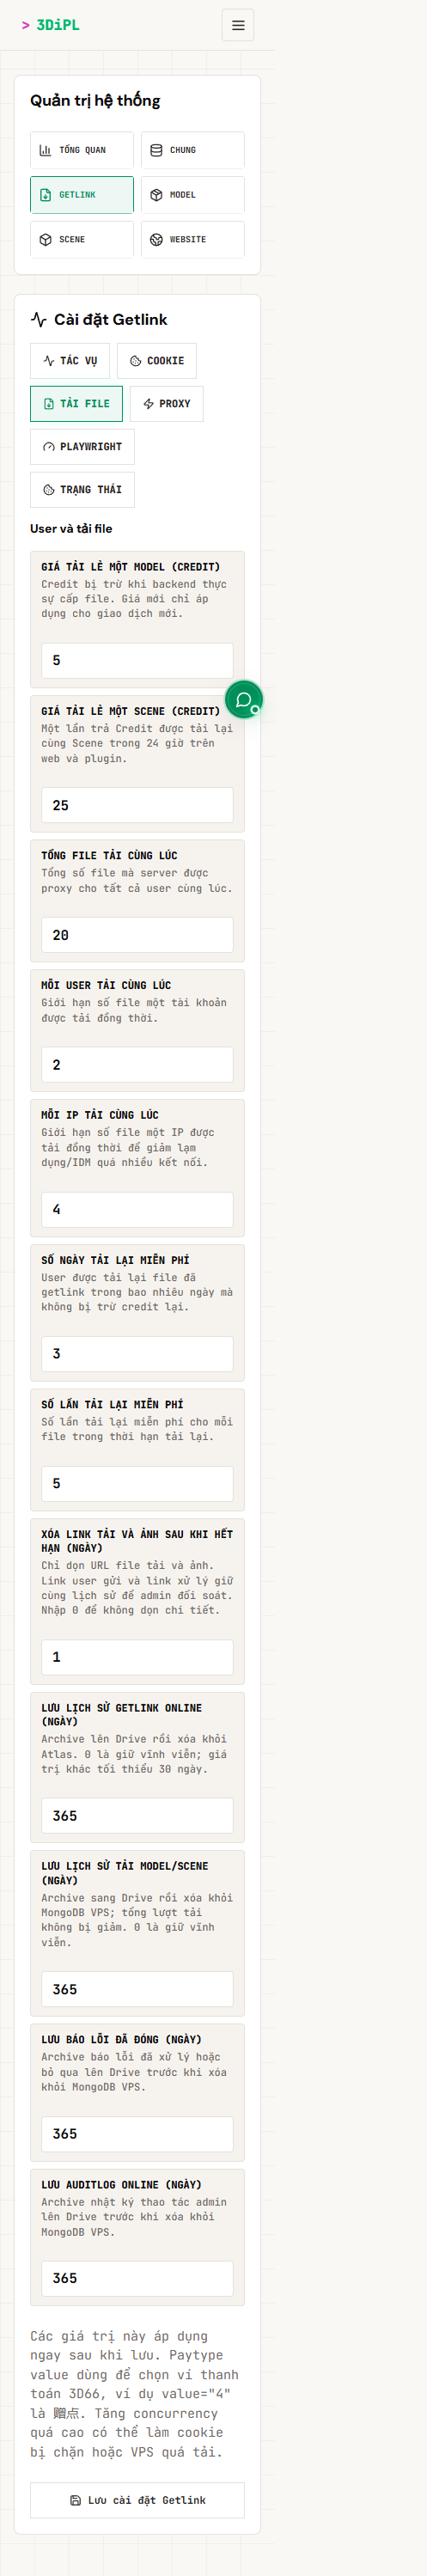 > 3DiPL
Quản trị hệ thống
TỔNG QUAN
CHUNG
GETLINK
MODEL
SCENE
WEBSITE
Cài đặt Getlink
TÁC VỤ
COOKIE
TẢI FILE
PROXY
PLAYWRIGHT
TRẠNG THÁI
User và tải file
GIÁ TẢI LẺ MỘT MODEL (CREDIT)
Credit bị trừ khi backend thực
sự cấp file. Giá mới chỉ áp
dụng cho giao dịch mới.
5
GIÁ TẢI LẺ MỘT SCENE (CREDIT)
Một lần trả Credit được tải lại
cùng Scene trong 24 giờ trên
web và plugin.
25
TỔNG FILE TẢI CÙNG LÚC
Tổng số file mà server được
proxy cho tất cả user cùng lúc.
20
MỖI USER TẢI CÙNG LÚC
Giới hạn số file một tài khoản
được tải đồng thời.
2
MỖI IP TẢI CÙNG LÚC
Giới hạn số file một IP được
tải đồng thời để giảm lạm
dụng/IDM quá nhiều kết nối.
4
SỐ NGÀY TẢI LẠI MIỄN PHÍ
User được tải lại file đã
getlink trong bao nhiêu ngày mà
không bị trừ credit lại.
3
SỐ LẦN TẢI LẠI MIỄN PHÍ
Số lần tải lại miễn phí cho mỗi
file trong thời hạn tải lại.
5
XÓA LINK TẢI VÀ ẢNH SAU KHI HẾT
HẠN (NGÀY)
Chỉ dọn URL file tải và ảnh.
Link user gửi và link xử lý giữ
cùng lịch sử để admin đối soát.
Nhập 0 để không dọn chi tiết.
1
LƯU LỊCH SỬ GETLINK ONLINE
(NGÀY)
Archive lên Drive rồi xóa khỏi
Atlas. 0 là giữ vĩnh viễn; giá
trị khác tối thiểu 30 ngày.
365
LƯU LỊCH SỬ TẢI MODEL/SCENE
(NGÀY)
Archive sang Drive rồi xóa khỏi
MongoDB VPS; tổng lượt tải
không bị giảm. 0 là giữ vĩnh
viễn.
365
LƯU BÁO LỖI ĐÃ ĐÓNG (NGÀY)
Archive báo lỗi đã xử lý hoặc
bỏ qua lên Drive trước khi xóa
khỏi MongoDB VPS.
365
LƯU AUDITLOG ONLINE (NGÀY)
Archive nhật ký thao tác admin
lên Drive trước khi xóa khỏi
MongoDB VPS.
365
Các giá trị này áp dụng
ngay sau khi lưu. Paytype
value dùng để chọn ví thanh
toán 3D66, ví dụ value="4"
là 赠点. Tăng concurrency
quá cao có thể làm cookie
bị chặn hoặc VPS quá tải.
Lưu cài đặt Getlink